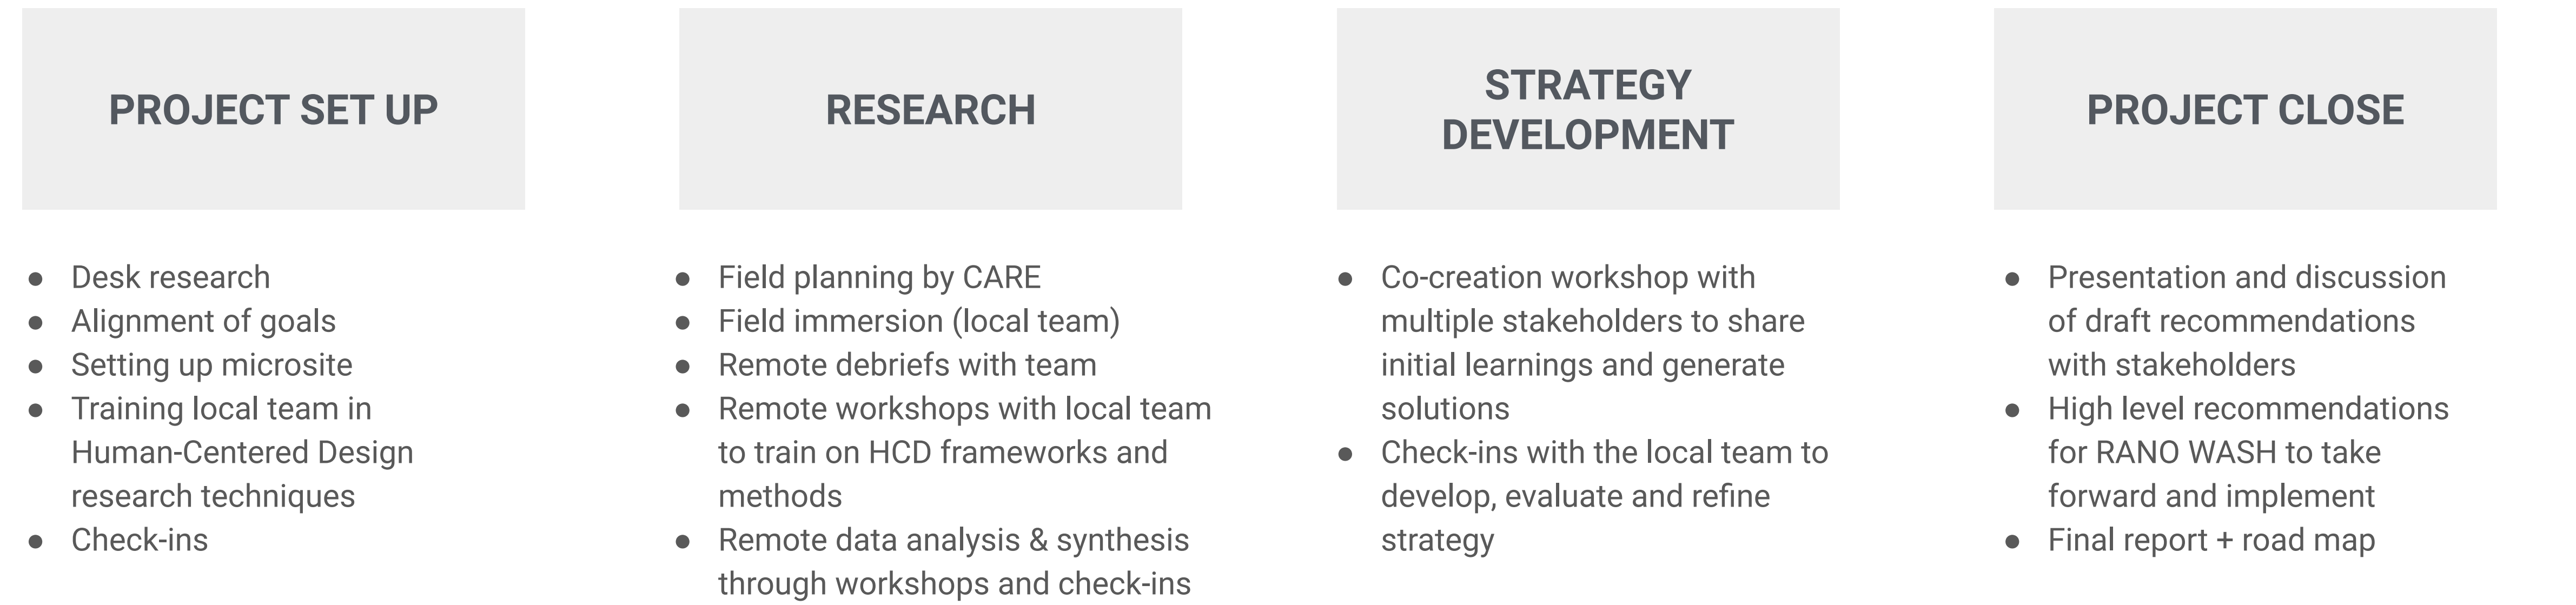 PROJECT SET UP
● Desk research
● Alignment of goals
● Setting up microsite
● Training local team in
Human-Centered Design
research techniques
● Check-ins
RESEARCH
● Field planning by CARE
● Field immersion (local team)
● Remote debriefs with team
● Remote workshops with local team
to train on HCD frameworks and
methods
● Remote data analysis & synthesis
through workshops and check-ins
STRATEGY
DEVELOPMENT
● Co-creation workshop with
multiple stakeholders to share
initial learnings and generate
solutions
● Check-ins with the local team to
develop, evaluate and refine
strategy
PROJECT CLOSE
● Presentation and discussion
of draft recommendations
with stakeholders
● High level recommendations
for RANO WASH to take
forward and implement
● Final report + road map